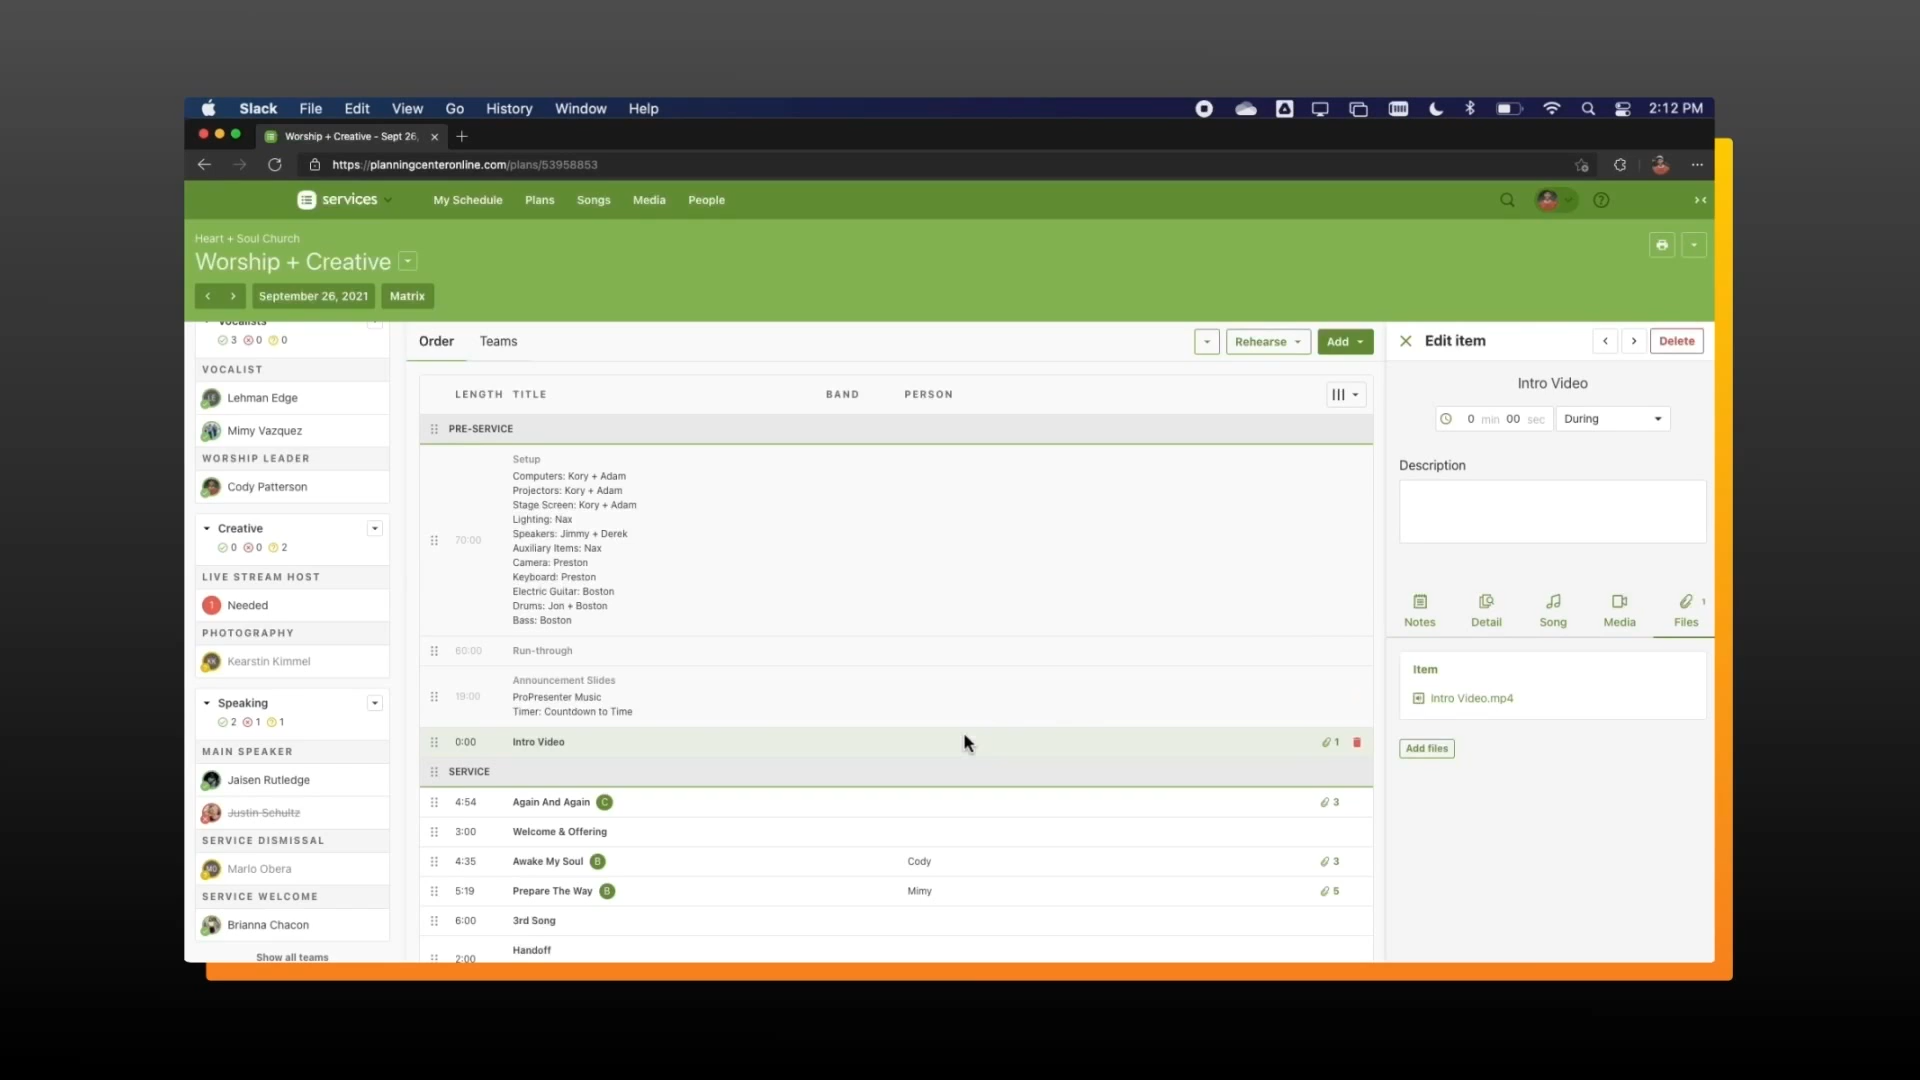 Slack File Edit View Go History Window Help 2:12 PM
Worship + Creative - Sept 26,
https://planningcenteronline.com/plans/53958853
services My Schedule Plans Songs Media People
Heart + Soul Church
Worship + Creative
September 26, 2021 Matrix
Vocalists
3 0 0
VOCALIST
Lehman Edge
Mimy Vazquez
WORSHIP LEADER
Cody Patterson
Creative
0 0 2
LIVE STREAM HOST
1 Needed
PHOTOGRAPHY
KK Kearstin Kimmel
Speaking
2 1 1
MAIN SPEAKER
Jaisen Rutledge
Justin Schultz
SERVICE DISMISSAL
MO Marlo Obera
SERVICE WELCOME
Brianna Chacon
Show all teams
Order Teams Rehearse Add
LENGTH TITLE BAND PERSON
PRE-SERVICE
70:00 Setup
Computers: Kory + Adam
Projectors: Kory + Adam
Stage Screen: Kory + Adam
Lighting: Nax
Speakers: Jimmy + Derek
Auxiliary Items: Nax
Camera: Preston
Keyboard: Preston
Electric Guitar: Boston
Drums: Jon + Boston
Bass: Boston
60:00 Run-through
19:00 Announcement Slides
ProPresenter Music
Timer: Countdown to Time
0:00 Intro Video 1
SERVICE
4:54 Again And Again C 3
3:00 Welcome & Offering
4:35 Awake My Soul B Cody 3
5:19 Prepare The Way B Mimy 5
6:00 3rd Song
2:00 Handoff
Edit item Delete
Intro Video
0 min 00 sec During
Description
Notes Detail Song Media Files 1
Item
Intro Video.mp4
Add files